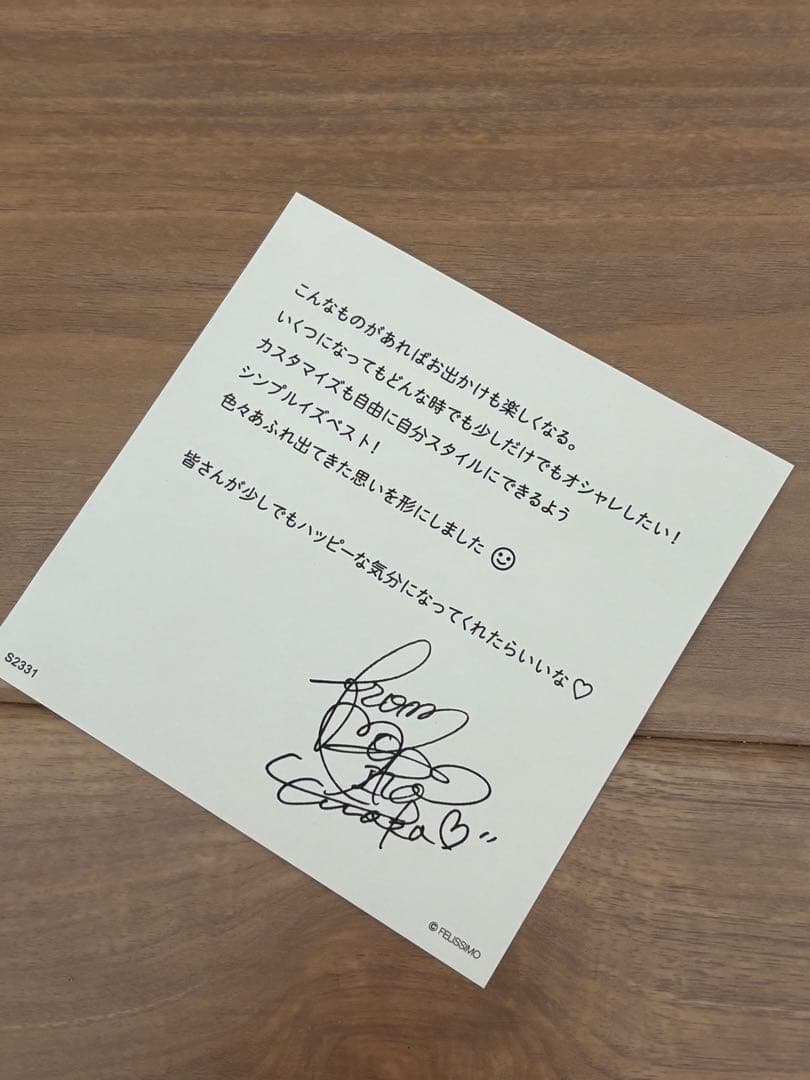 こんなものがあればお出かけも楽しくなる。
いくつになってもどんな時でも少しだけでもオシャレしたい！
カスタマイズも自由に自分スタイルにできるよう
シンプルイズベスト！
色々あふれ出てきた思いを形にしました☺
皆さんが少しでもハッピーな気分になってくれたらいいな♡
from
S2331
© FELISSIMO